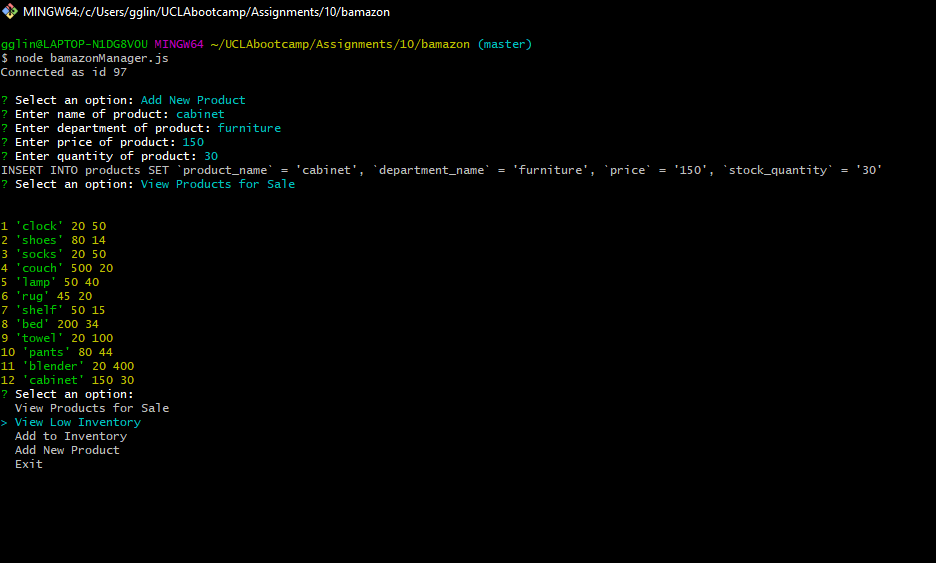 MINGW64:/c/Users/gglin/UCLAbootcamp/Assignments/10/bamazon
gglin@LAPTOP-N1DG8VOU MINGW64 ~/UCLAbootcamp/Assignments/10/bamazon (master)
$ node bamazonManager.js
Connected as id 97
? Select an option: Add New Product
? Enter name of product: cabinet
? Enter department of product: furniture
? Enter price of product: 150
? Enter quantity of product: 30
INSERT INTO products SET `product_name` = 'cabinet', `department_name` = 'furniture', `price` = '150', `stock_quantity` = '30'
? Select an option: View Products for Sale
1 'clock' 20 50
2 'shoes' 80 14
3 'socks' 20 50
4 'couch' 500 20
5 'lamp' 50 40
6 'rug' 45 20
7 'shelf' 50 15
8 'bed' 200 34
9 'towel' 20 100
10 'pants' 80 44
11 'blender' 20 400
12 'cabinet' 150 30
? Select an option:
View Products for Sale
> View Low Inventory
Add to Inventory
Add New Product
Exit